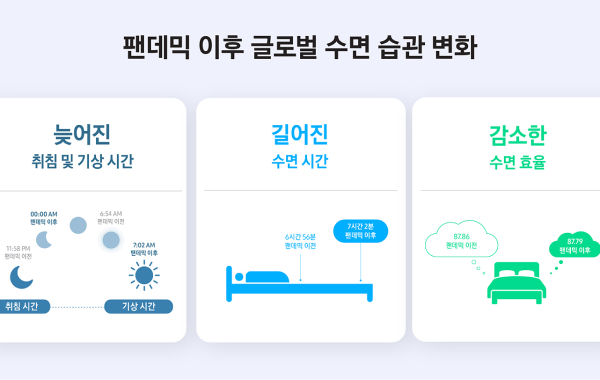 팬데믹 이후 글로벌 수면 습관 변화
늦어진
취침 및 기상 시간
00:00 AM
팬데믹 이후
6:54 AM
팬데믹 이전
11:58 PM
팬데믹 이전
7:02 AM
팬데믹 이후
취침 시간
기상 시간
길어진
수면 시간
6시간 56분
팬데믹 이전
7시간 2분
팬데믹 이후
감소한
수면 효율
87.86
팬데믹 이전
87.79
팬데믹 이후